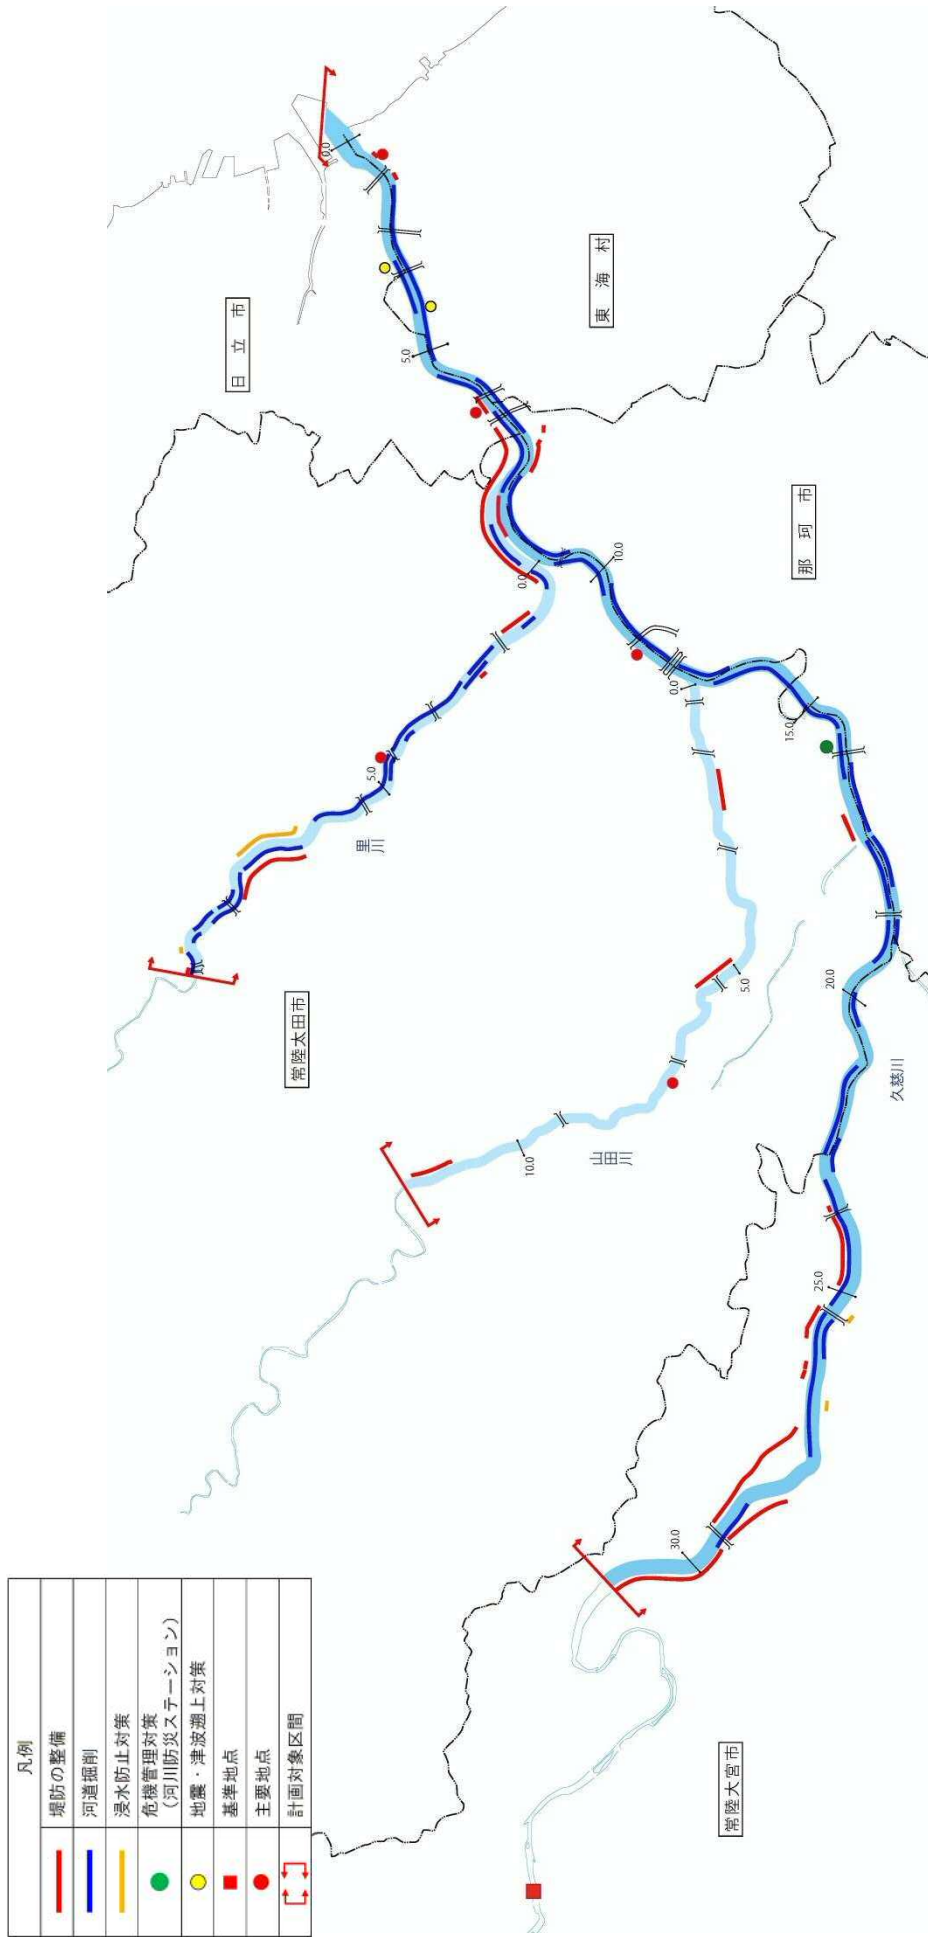 凡例
堤防の整備
河道掘削
浸水防止対策
危機管理対策
（河川防災ステーション）
地震・津波遡上対策
基準地点
主要地点
計画対象区間
常陸大宮市
常陸太田市
日立市
東海村
那珂市
里川
山田川
久慈川
0.0
5.0
10.0
15.0
20.0
25.0
30.0
0.0
5.0
0.0
5.0
10.0